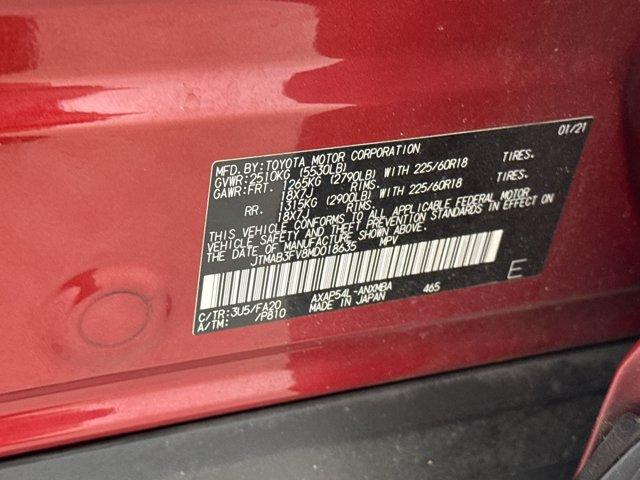 01/21
MFD.BY:TOYOTA MOTOR CORPORATION
GVWR:2510KG (5530LB)
GAWR:FRT. 1265KG (2790LB) WITH 225/60R18 TIRES.
18X7J RIMS.
RR. 1315KG (2900LB) WITH 225/60R18 TIRES.
18X7J RIMS.
THIS VEHICLE CONFORMS TO ALL APPLICABLE FEDERAL MOTOR
VEHICLE SAFETY AND THEFT PREVENTION STANDARDS IN EFFECT ON
THE DATE OF MANUFACTURE SHOWN ABOVE.
JTMAB3FV8MD018635 MPV
E
C/TR:3U5/FA20 AXAP54L-ANXMBA 465
A/TM: /P810 MADE IN JAPAN